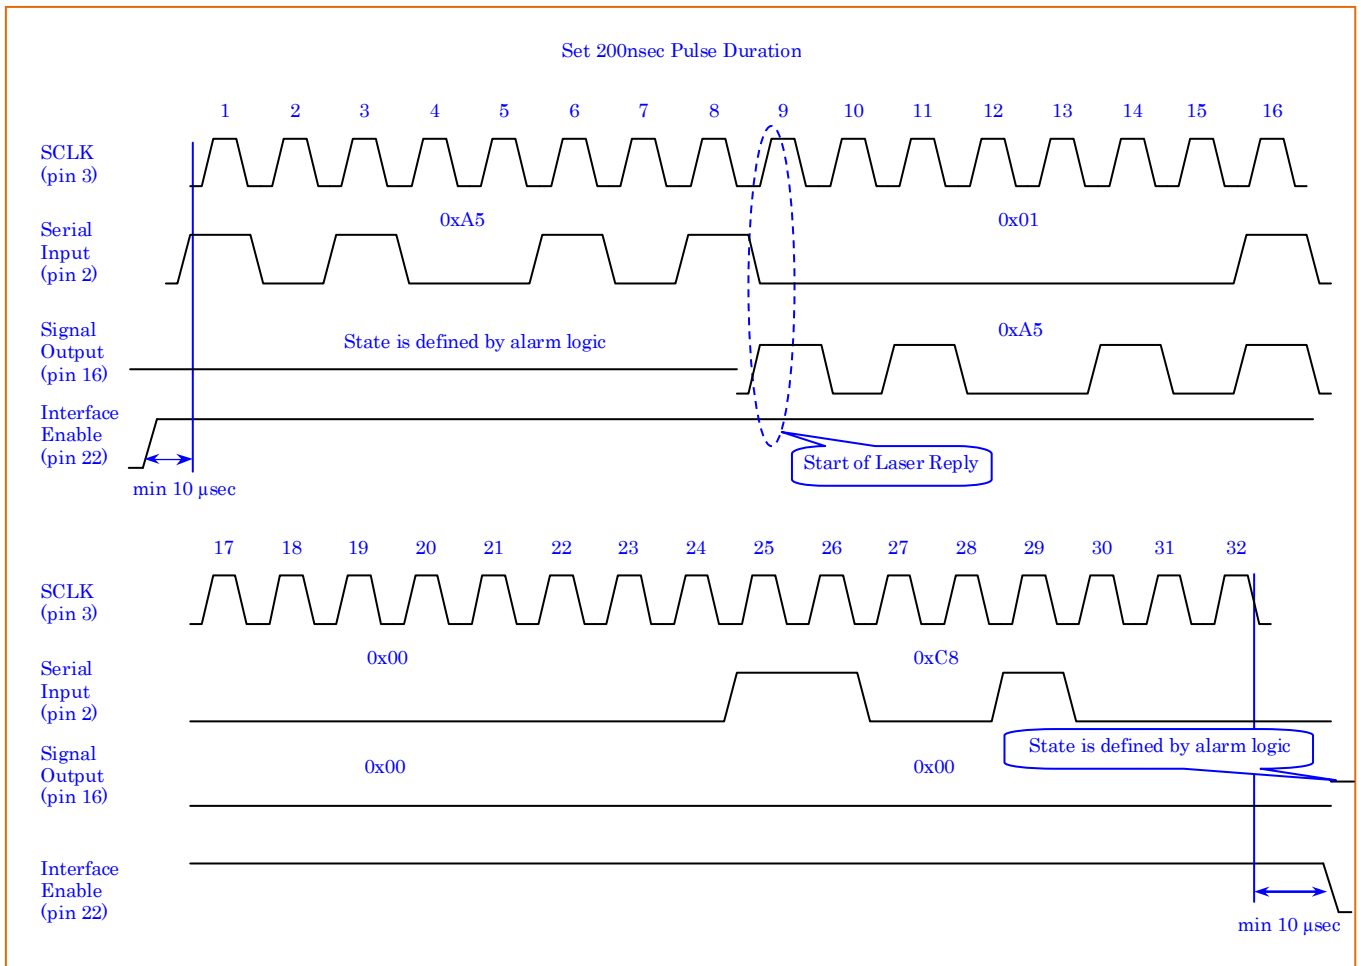 Set 200nsec Pulse Duration
1 2 3 4 5 6 7 8 9 10 11 12 13 14 15 16
SCLK
(pin 3)
0xA5 0x01
Serial
Input
(pin 2)
Signal
Output
(pin 16)
State is defined by alarm logic
0xA5
Interface
Enable
(pin 22)
min 10 µsec
Start of Laser Reply
17 18 19 20 21 22 23 24 25 26 27 28 29 30 31 32
SCLK
(pin 3)
0x00 0xC8
Serial
Input
(pin 2)
Signal
Output
(pin 16)
0x00 0x00
State is defined by alarm logic
Interface
Enable
(pin 22)
min 10 µsec